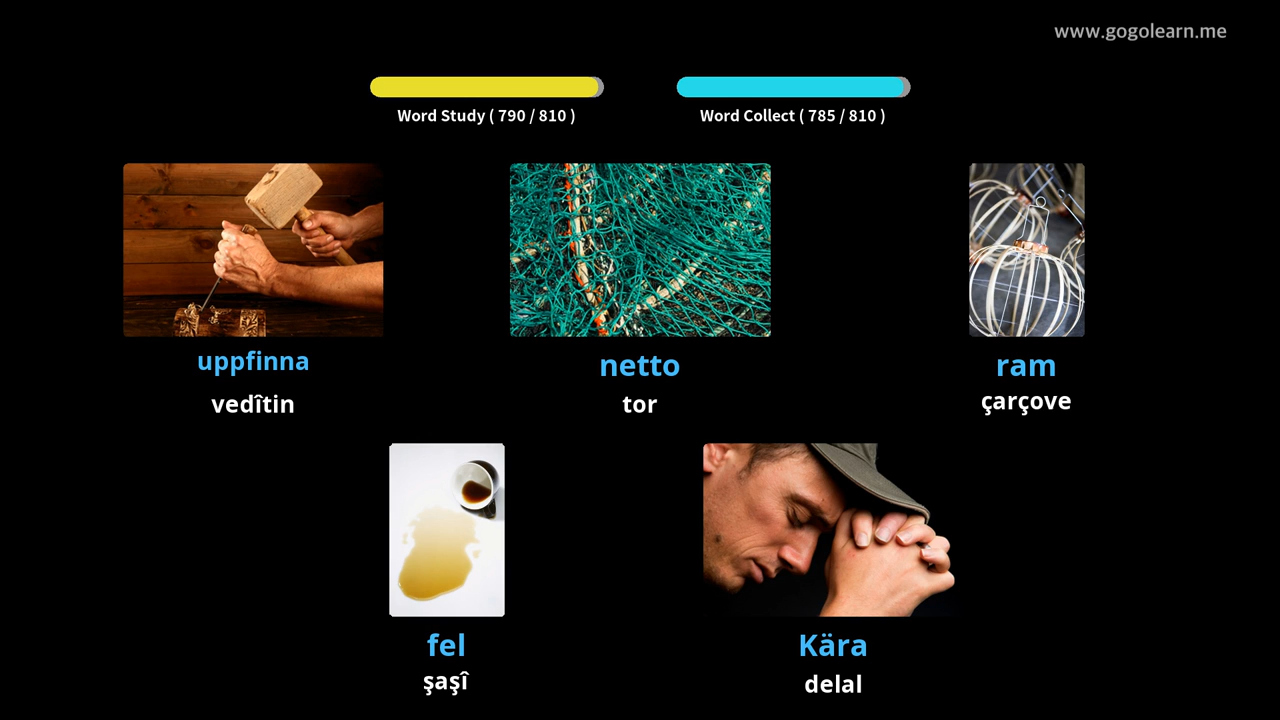 www.gogolearn.me
Word Study ( 790 / 810 )
Word Collect ( 785 / 810 )
uppfinna
vedîtin
netto
tor
ram
çarçove
fel
şaşî
Kära
delal